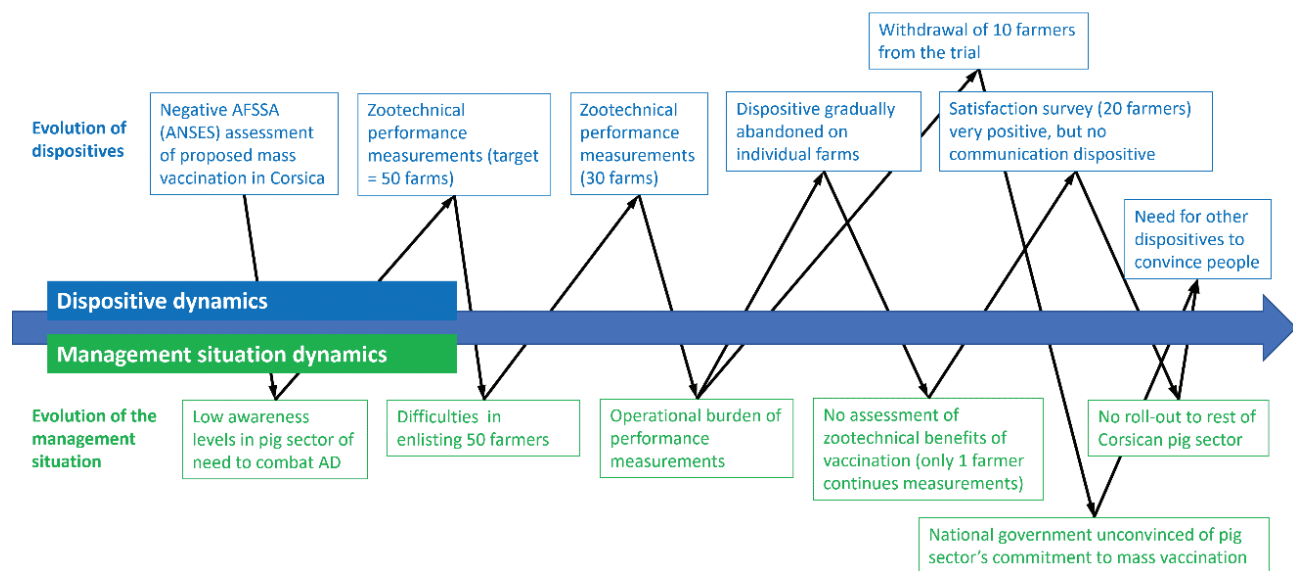 Withdrawal of 10 farmers
from the trial
Evolution of
dispositives
Negative AFSSA
(ANSES) assessment
of proposed mass
vaccination in Corsica
Zootechnical
performance
measurements (target
= 50 farms)
Zootechnical
performance
measurements
(30 farms)
Dispositive gradually
abandoned on
individual farms
Satisfaction survey (20 farmers)
very positive, but no
communication dispositive
Need for other
dispositives to
convince people
Dispositive dynamics
Management situation dynamics
Evolution of the
management
situation
Low awareness
levels in pig sector of
need to combat AD
Difficulties in
enlisting 50 farmers
Operational burden of
performance
measurements
No assessment of
zootechnical benefits of
vaccination (only 1 farmer
continues measurements)
No roll-out to rest of
Corsican pig sector
National government unconvinced of pig
sector's commitment to mass vaccination